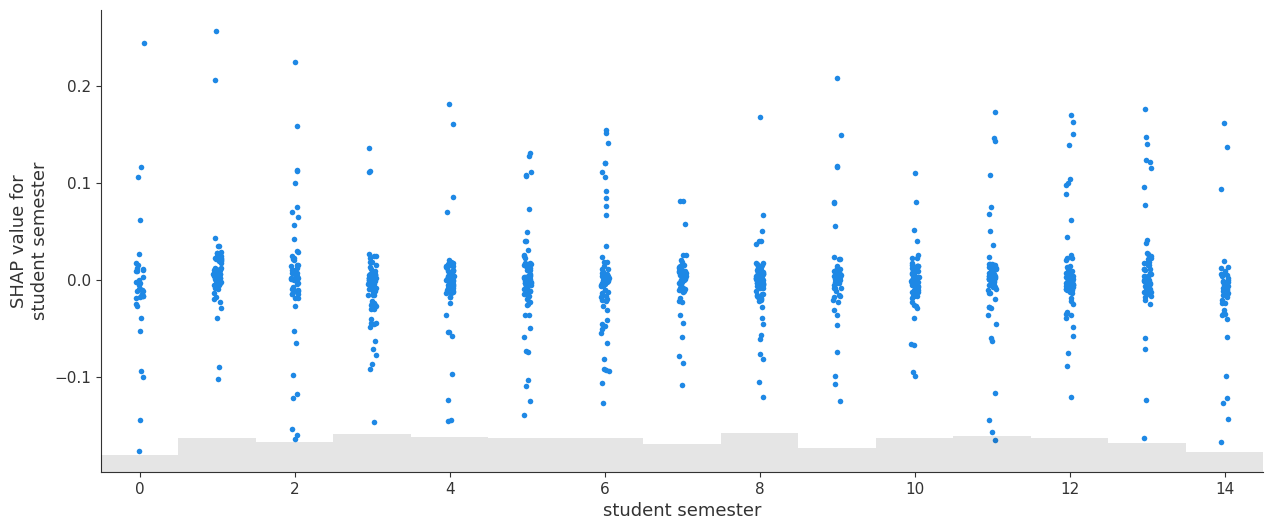 SHAP value for
student semester
0.2
0.1
0.0
−0.1
0 2 4 6 8 10 12 14
student semester